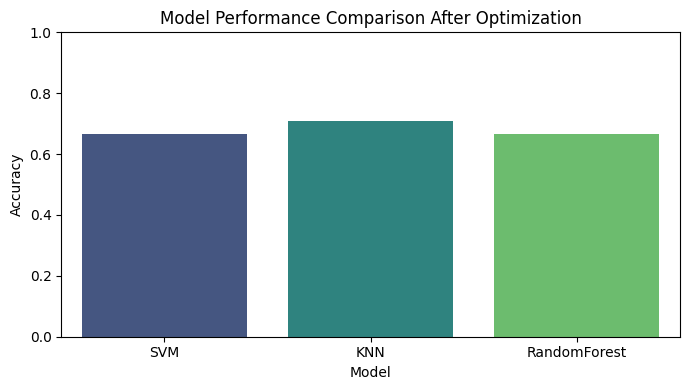 Model Performance Comparison After Optimization
1.0
0.8
0.6
0.4
0.2
0.0
Accuracy
SVM KNN RandomForest
Model